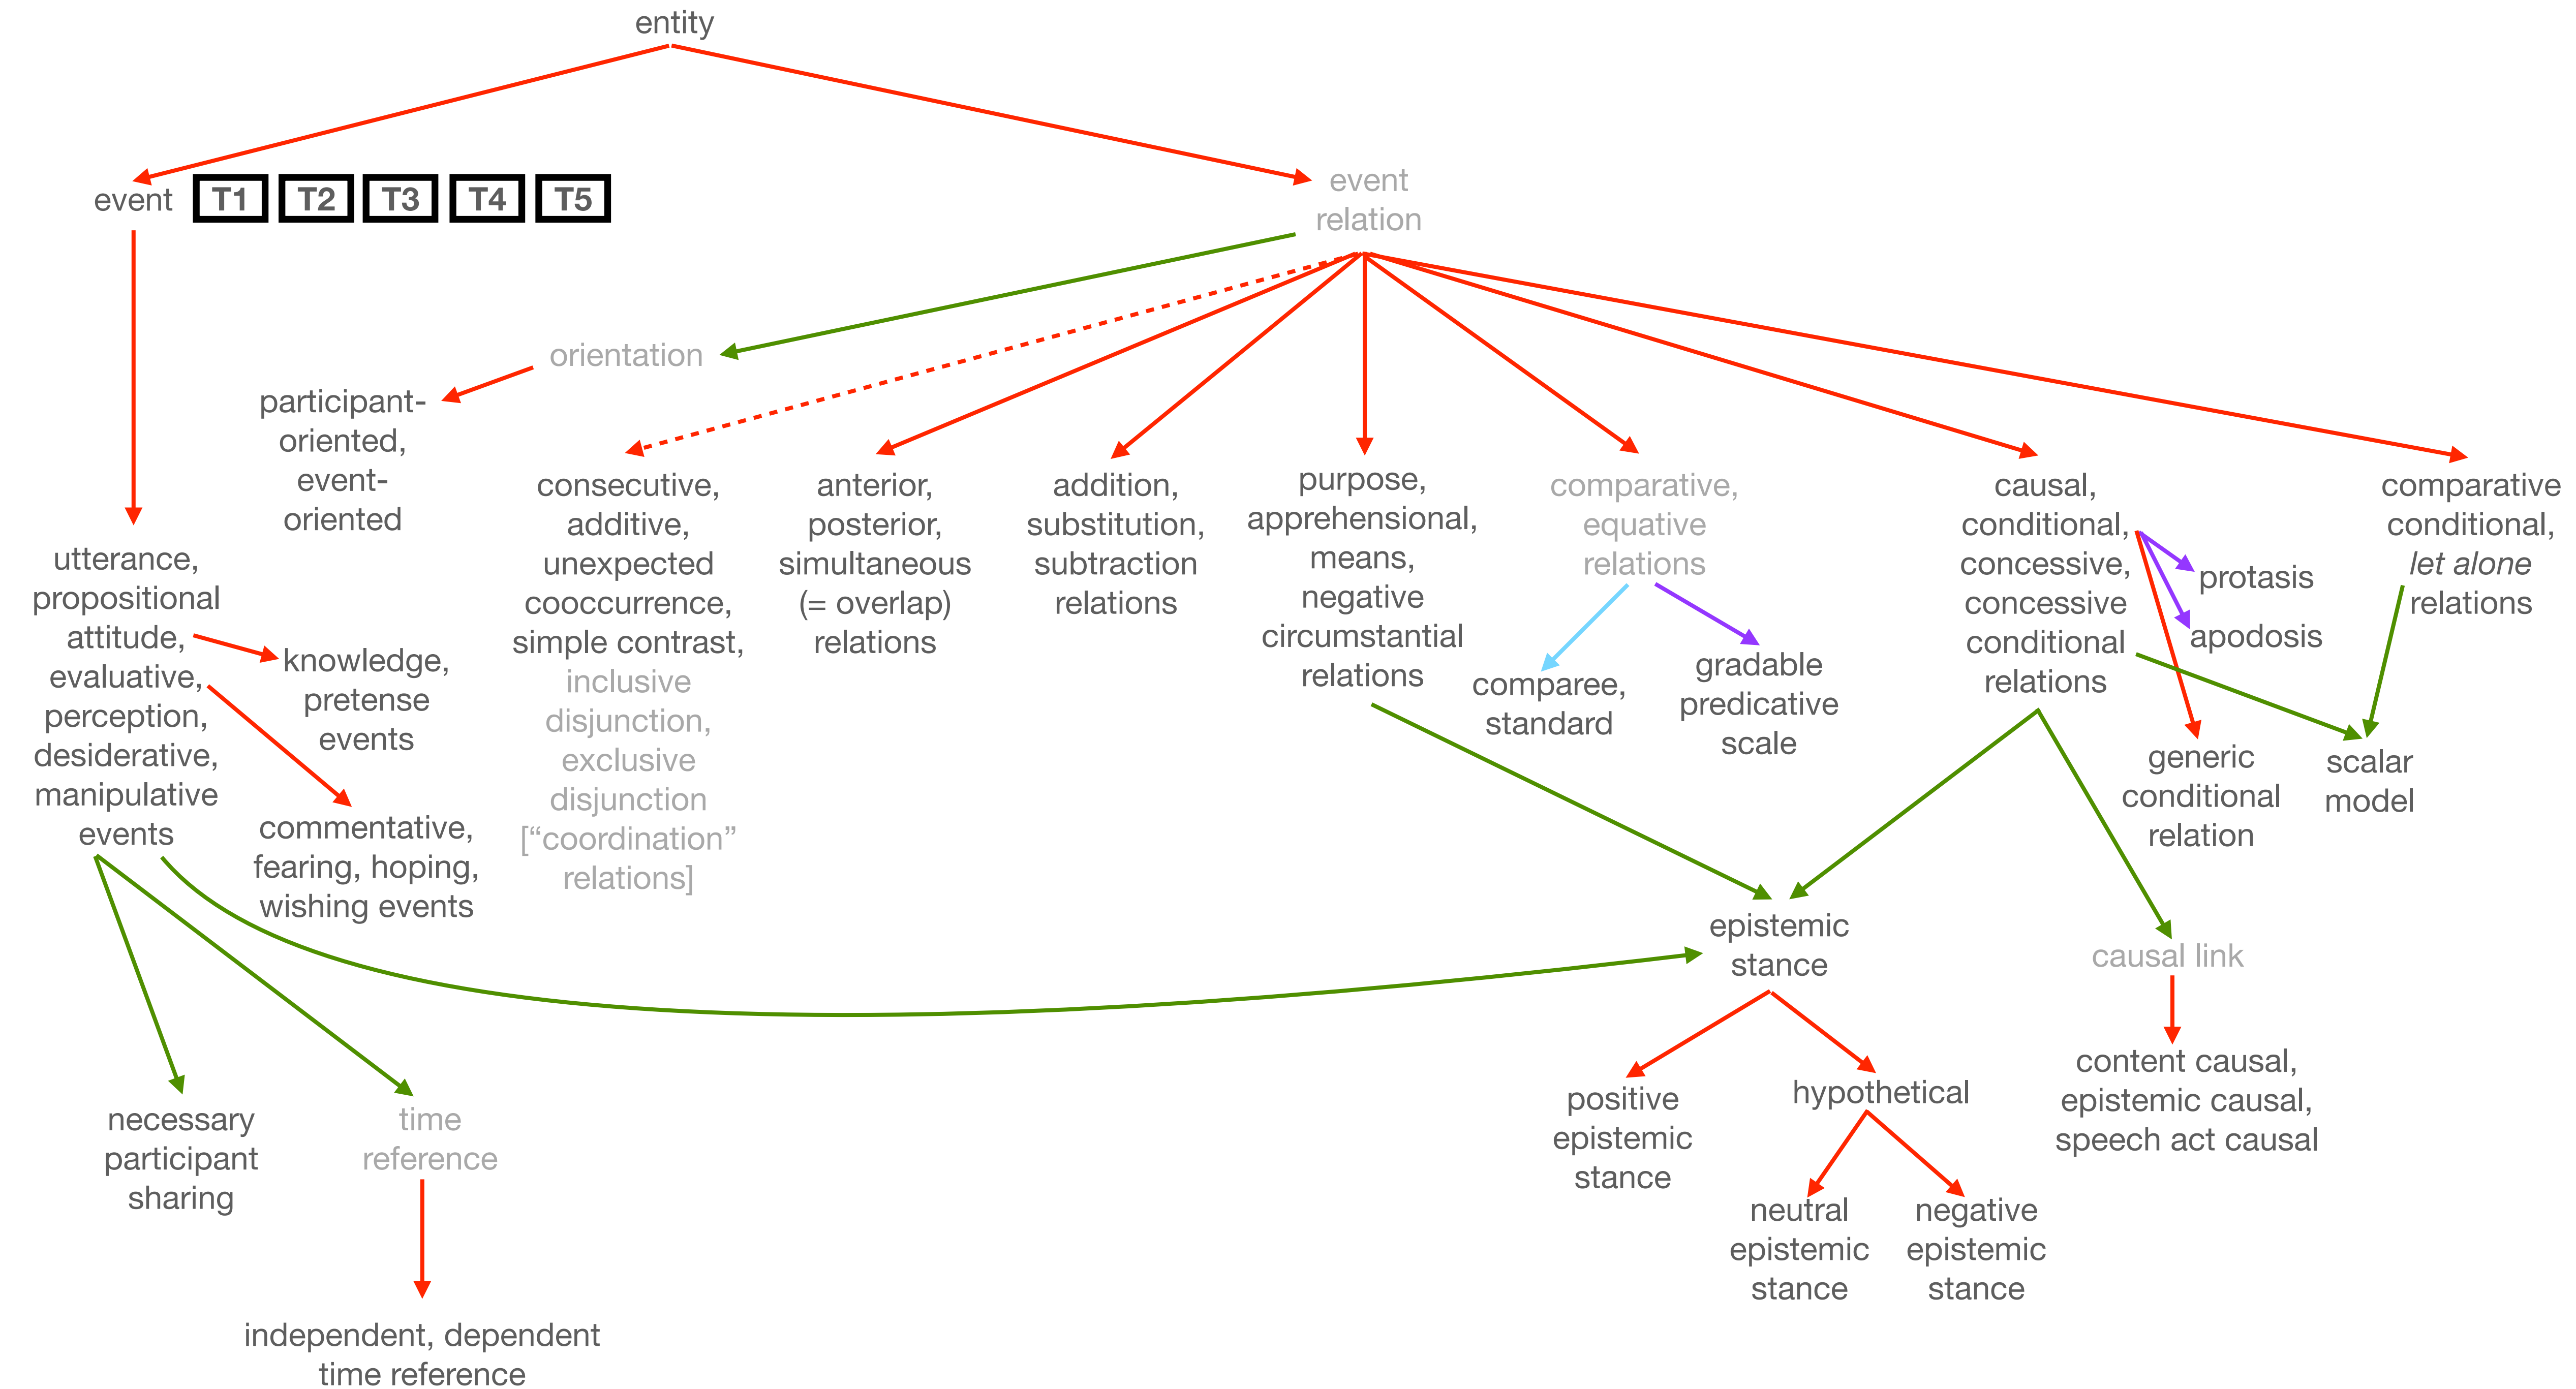 entity
event
T1
T2
T3
T4
T5
event
relation
orientation
participant-
oriented,
event-
oriented
consecutive,
additive,
unexpected
cooccurrence,
simple contrast,
inclusive
disjunction,
exclusive
disjunction
[“coordination”
relations]
anterior,
posterior,
simultaneous
(= overlap)
relations
addition,
substitution,
subtraction
relations
purpose,
apprehensional,
means,
negative
circumstantial
relations
comparative,
equative
relations
causal,
conditional,
concessive,
concessive
conditional
relations
comparative
conditional,
let alone
relations
protasis
apodosis
utterance,
propositional
attitude,
evaluative,
perception,
desiderative,
manipulative
events
knowledge,
pretense
events
commentative,
fearing, hoping,
wishing events
comparee,
standard
gradable
predicative
scale
generic
conditional
relation
scalar
model
epistemic
stance
causal link
positive
epistemic
stance
hypothetical
content causal,
epistemic causal,
speech act causal
necessary
participant
sharing
time
reference
neutral
epistemic
stance
negative
epistemic
stance
independent, dependent
time reference